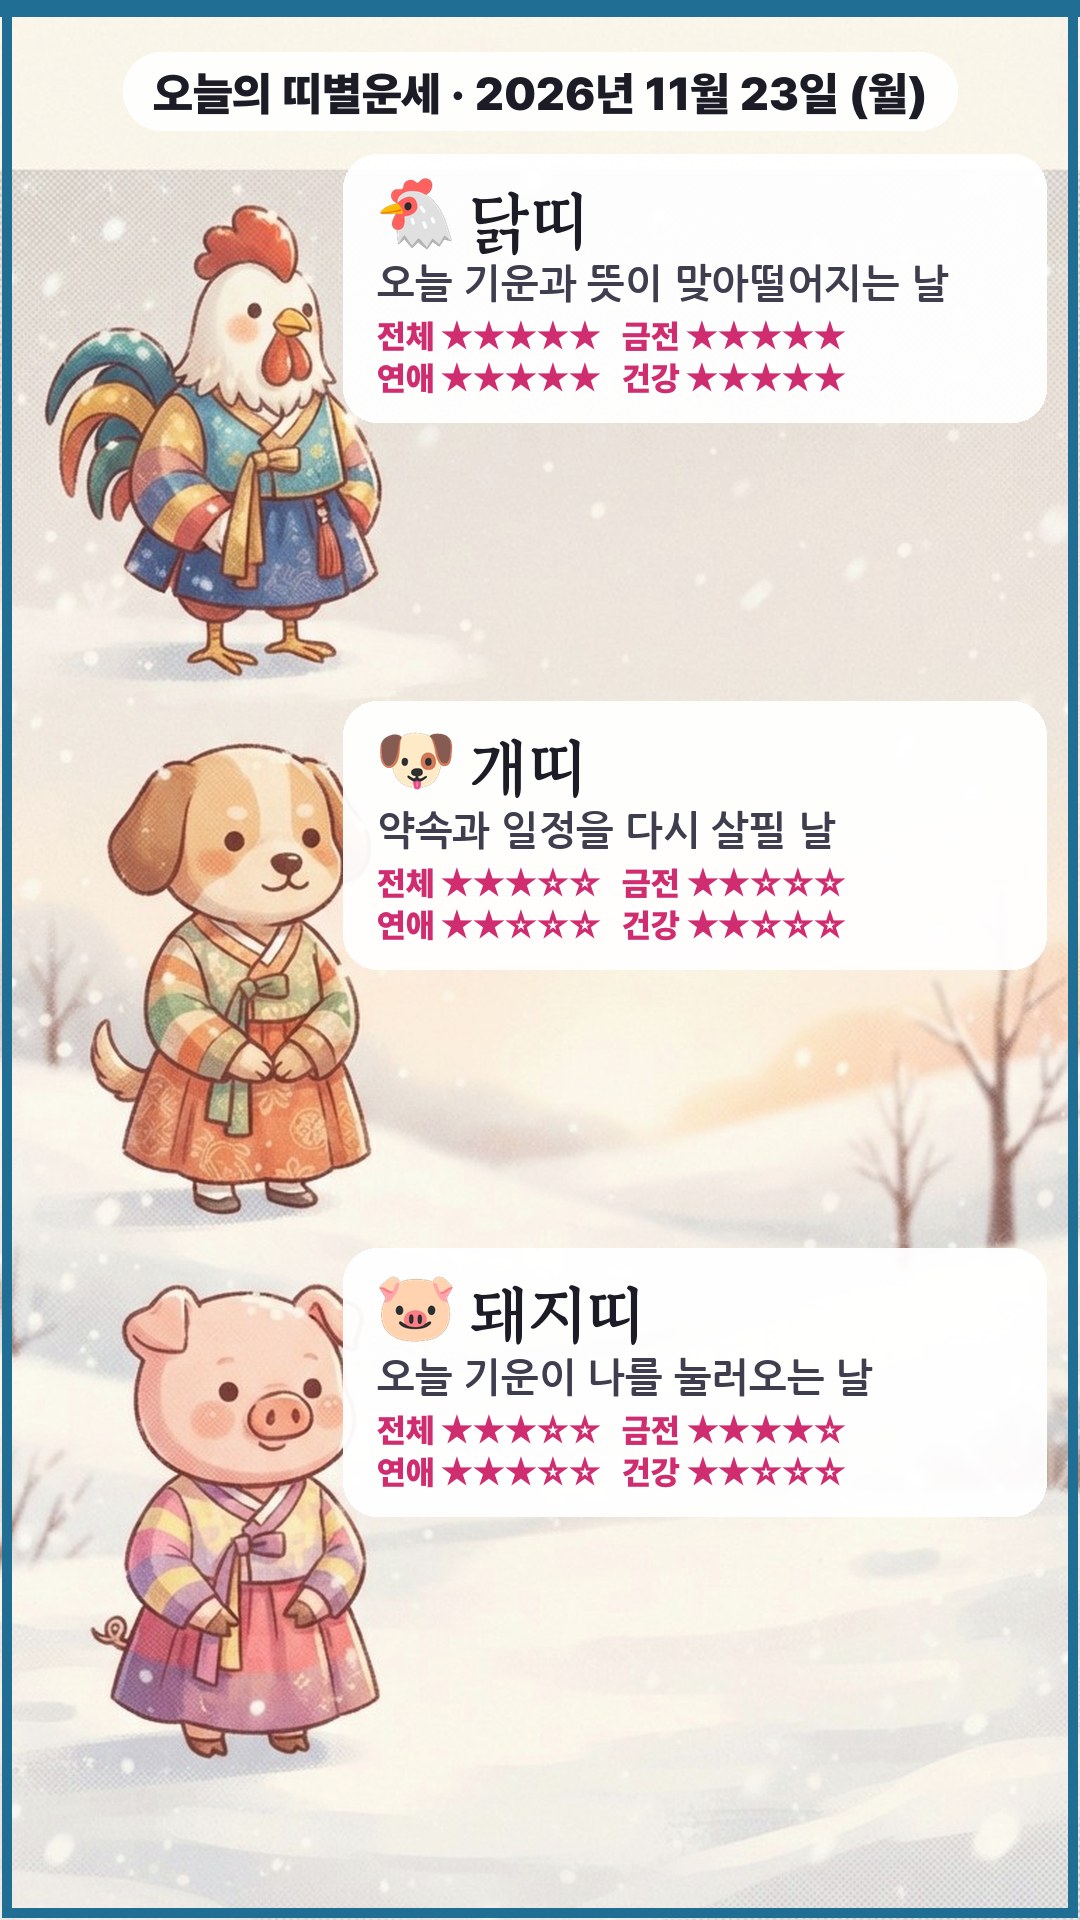 오늘의 띠별운세 · 2026년 11월 23일 (월)
닭띠
오늘 기운과 뜻이 맞아떨어지는 날
전체 ★★★★★ 금전 ★★★★★
연애 ★★★★★ 건강 ★★★★★
개띠
약속과 일정을 다시 살필 날
전체 ★★★☆☆ 금전 ★★☆☆☆
연애 ★★☆☆☆ 건강 ★★☆☆☆
돼지띠
오늘 기운이 나를 눌러오는 날
전체 ★★★☆☆ 금전 ★★★★☆
연애 ★★★☆☆ 건강 ★★☆☆☆